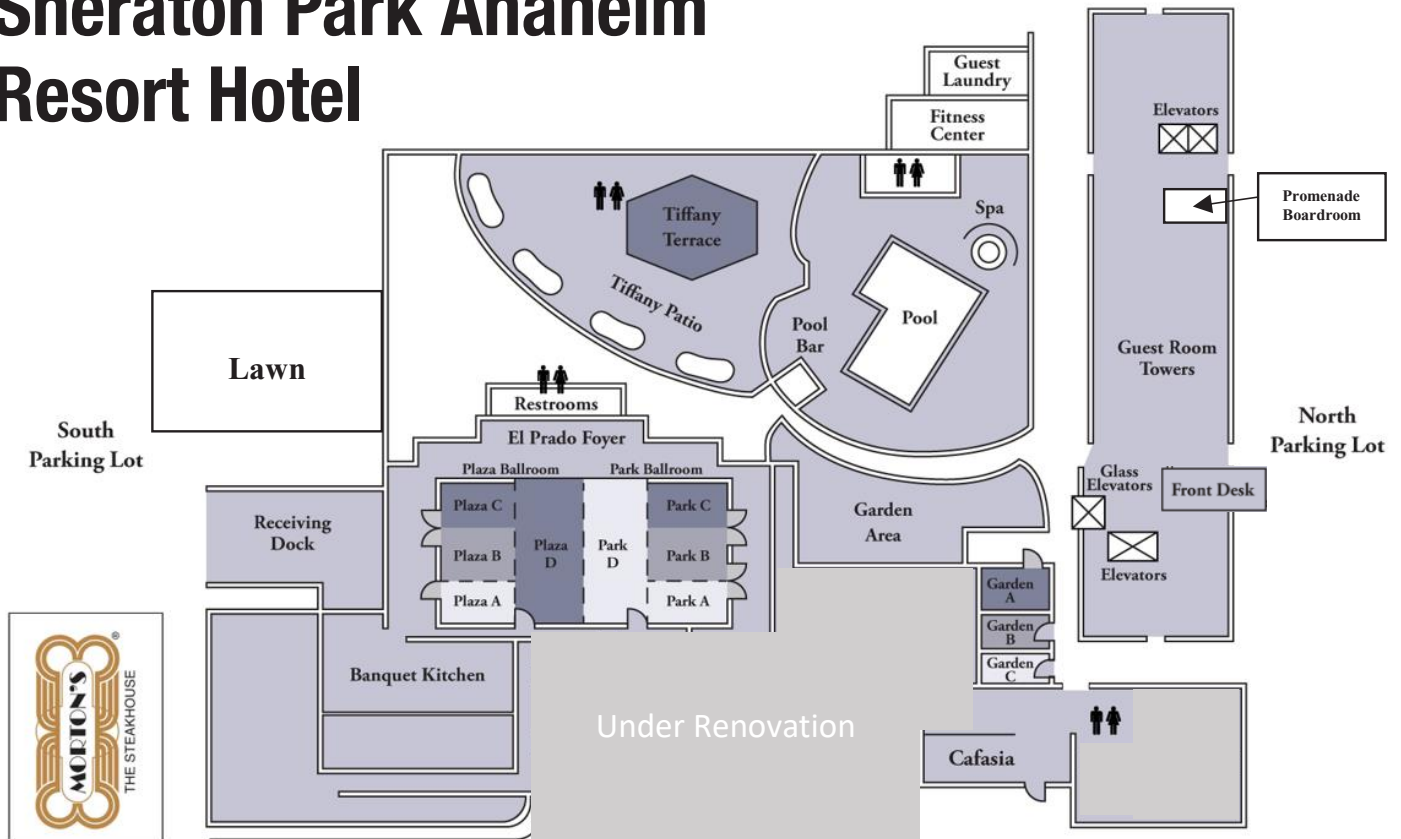 Sheraton Park Anaheim
Resort Hotel
Guest
Laundry
Fitness
Center
Elevators
Promenade
Boardroom
Tiffany
Terrace
Spa
Tiffany Patio
Pool
Bar
Pool
Guest Room
Towers
Lawn
South
Parking Lot
North
Parking Lot
Restrooms
El Prado Foyer
Plaza Ballroom
Park Ballroom
Glass
Elevators
Front Desk
Receiving
Dock
Plaza C
Plaza B
Plaza A
Plaza
D
Park
D
Park C
Park B
Park A
Garden
Area
Elevators
Garden
A
Garden
B
Garden
C
Banquet Kitchen
Under Renovation
Cafasia
MORTON'S
®
THE STEAKHOUSE